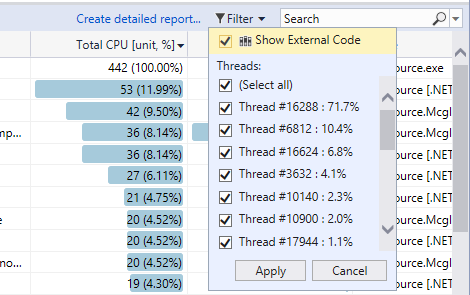 Create detailed report...
Filter
Search
Total CPU [unit, %]
Show External Code
Threads:
442 (100.00%)
ource.exe
(Select all)
53 (11.99%)
ource [.NET
Thread #16288 : 71.7%
42 (9.50%)
ource.Mcgl
Thread #6812 : 10.4%
mp...
36 (8.14%)
ource [.NET
Thread #16624 : 6.8%
36 (8.14%)
ource [.NET
Thread #3632 : 4.1%
27 (6.11%)
ource [.NET
Thread #10140 : 2.3%
21 (4.75%)
ource [.NET
Thread #10900 : 2.0%
20 (4.52%)
ource.Mcgl
Thread #17944 : 1.1%
20 (4.52%)
ource [.NET
mo...
20 (4.52%)
ource.Mcgl
Apply
Cancel
19 (4.30%)
ource [.NET